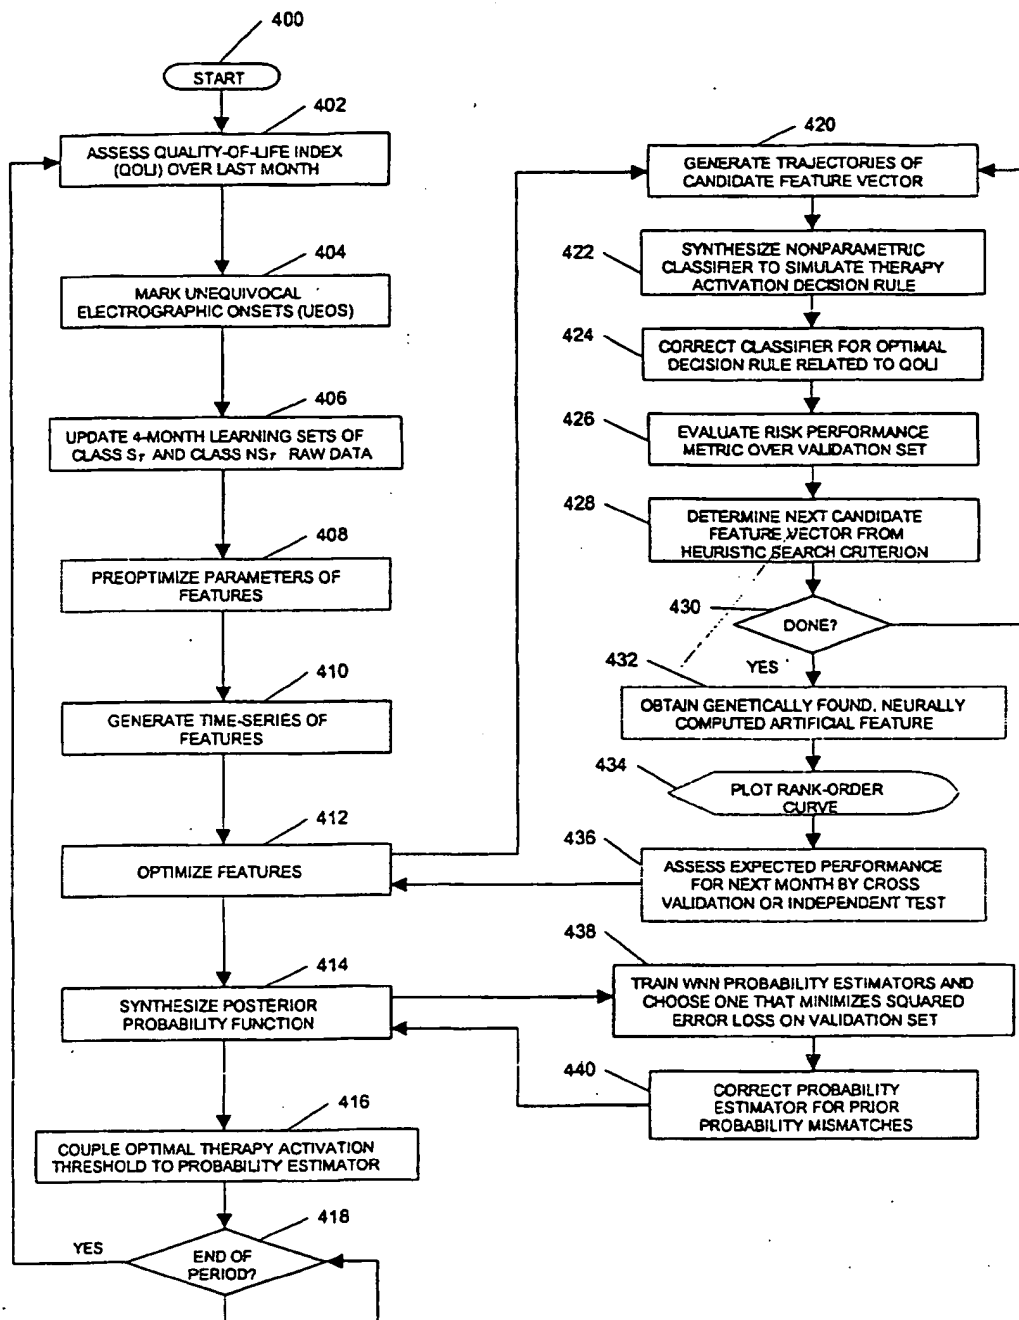 400
START
402
ASSESS QUALITY-OF-LIFE INDEX
(QOLI) OVER LAST MONTH
404
MARK UNEQUIVOCAL
ELECTROGRAPHIC ONSETS (UEOS)
406
UPDATE 4-MONTH LEARNING SETS OF
CLASS ST AND CLASS NST RAW DATA
408
PREOPTIMIZE PARAMETERS OF
FEATURES
410
GENERATE TIME-SERIES OF
FEATURES
412
OPTIMIZE FEATURES
414
SYNTHESIZE POSTERIOR
PROBABILITY FUNCTION
416
COUPLE OPTIMAL THERAPY ACTIVATION
THRESHOLD TO PROBABILITY ESTIMATOR
418
YES
END OF
PERIOD?
420
GENERATE TRAJECTORIES OF
CANDIDATE FEATURE VECTOR
422
SYNTHESIZE NONPARAMETRIC
CLASSIFIER TO SIMULATE THERAPY
ACTIVATION DECISION RULE
424
CORRECT CLASSIFIER FOR OPTIMAL
DECISION RULE RELATED TO QOLI
426
EVALUATE RISK PERFORMANCE
METRIC OVER VALIDATION SET
428
DETERMINE NEXT CANDIDATE
FEATURE VECTOR FROM
HEURISTIC SEARCH CRITERION
430
DONE?
YES
432
OBTAIN GENETICALLY FOUND, NEURALLY
COMPUTED ARTIFICIAL FEATURE
434
PLOT RANK-ORDER
CURVE
436
ASSESS EXPECTED PERFORMANCE
FOR NEXT MONTH BY CROSS
VALIDATION OR INDEPENDENT TEST
438
TRAIN WNN PROBABILITY ESTIMATORS AND
CHOOSE ONE THAT MINIMIZES SQUARED
ERROR LOSS ON VALIDATION SET
440
CORRECT PROBABILITY
ESTIMATOR FOR PRIOR
PROBABILITY MISMATCHES